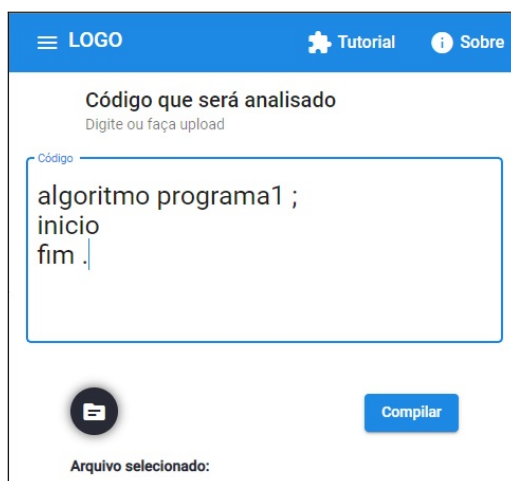 LOGO Tutorial Sobre
Código que será analisado
Digite ou faça upload
Código
algoritmo programa1 ;
inicio
fim .
Compilar
Arquivo selecionado: